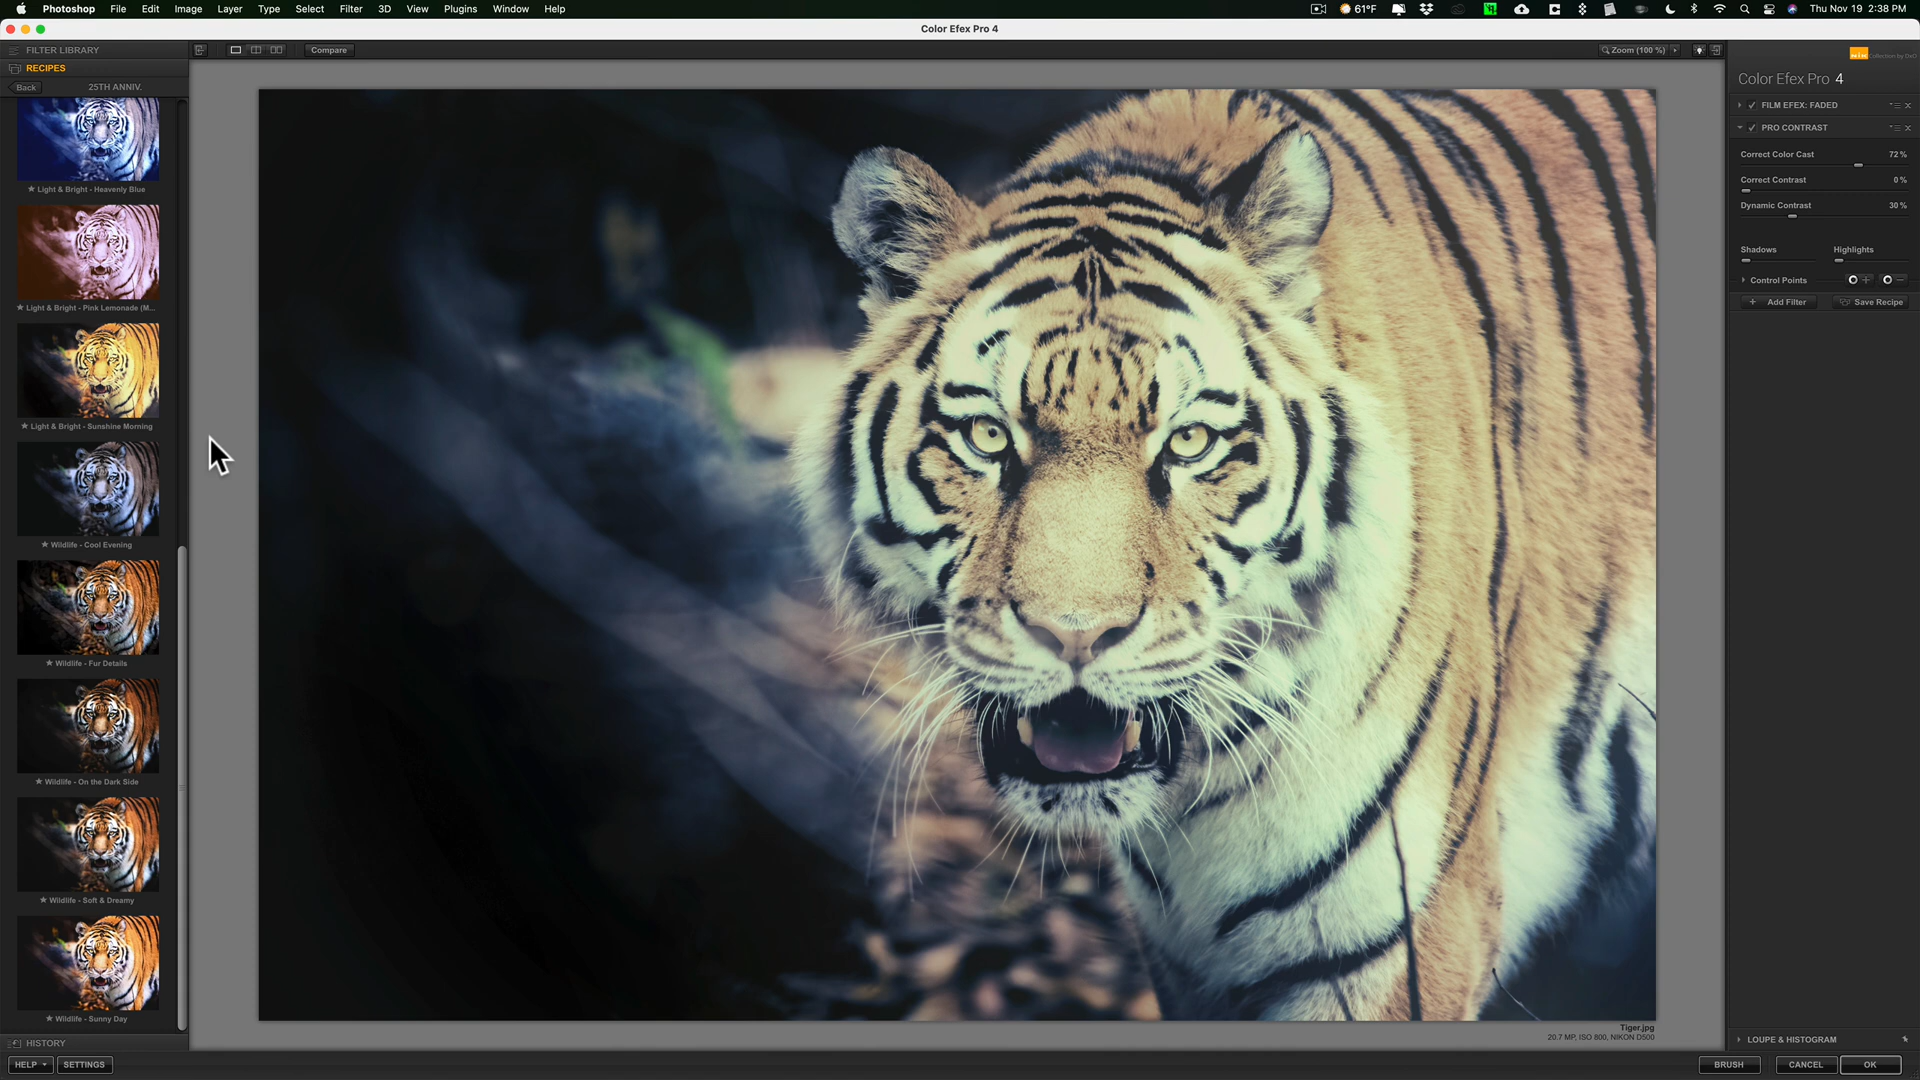 Photoshop File Edit Image Layer Type Select Filter 3D View Plugins Window Help
61°F
Thu Nov 19 2:38 PM
Color Efex Pro 4
FILTER LIBRARY
RECIPES
Back
25TH ANNIV.
Light & Bright - Heavenly Blue
Light & Bright - Pink Lemonade (M...
Light & Bright - Sunshine Morning
Wildlife - Cool Evening
Wildlife - Fur Details
Wildlife - On the Dark Side
Wildlife - Soft & Dreamy
Wildlife - Sunny Day
HISTORY
HELP
SETTINGS
Compare
Zoom (100 %)
Tiger.jpg
20.7 MP, ISO 800, NIKON D500
Collection by DxO
Color Efex Pro 4
FILM EFEX: FADED
PRO CONTRAST
Correct Color Cast 72%
Correct Contrast 0%
Dynamic Contrast 30%
Shadows Highlights
Control Points
Add Filter Save Recipe
LOUPE & HISTOGRAM
BRUSH CANCEL OK